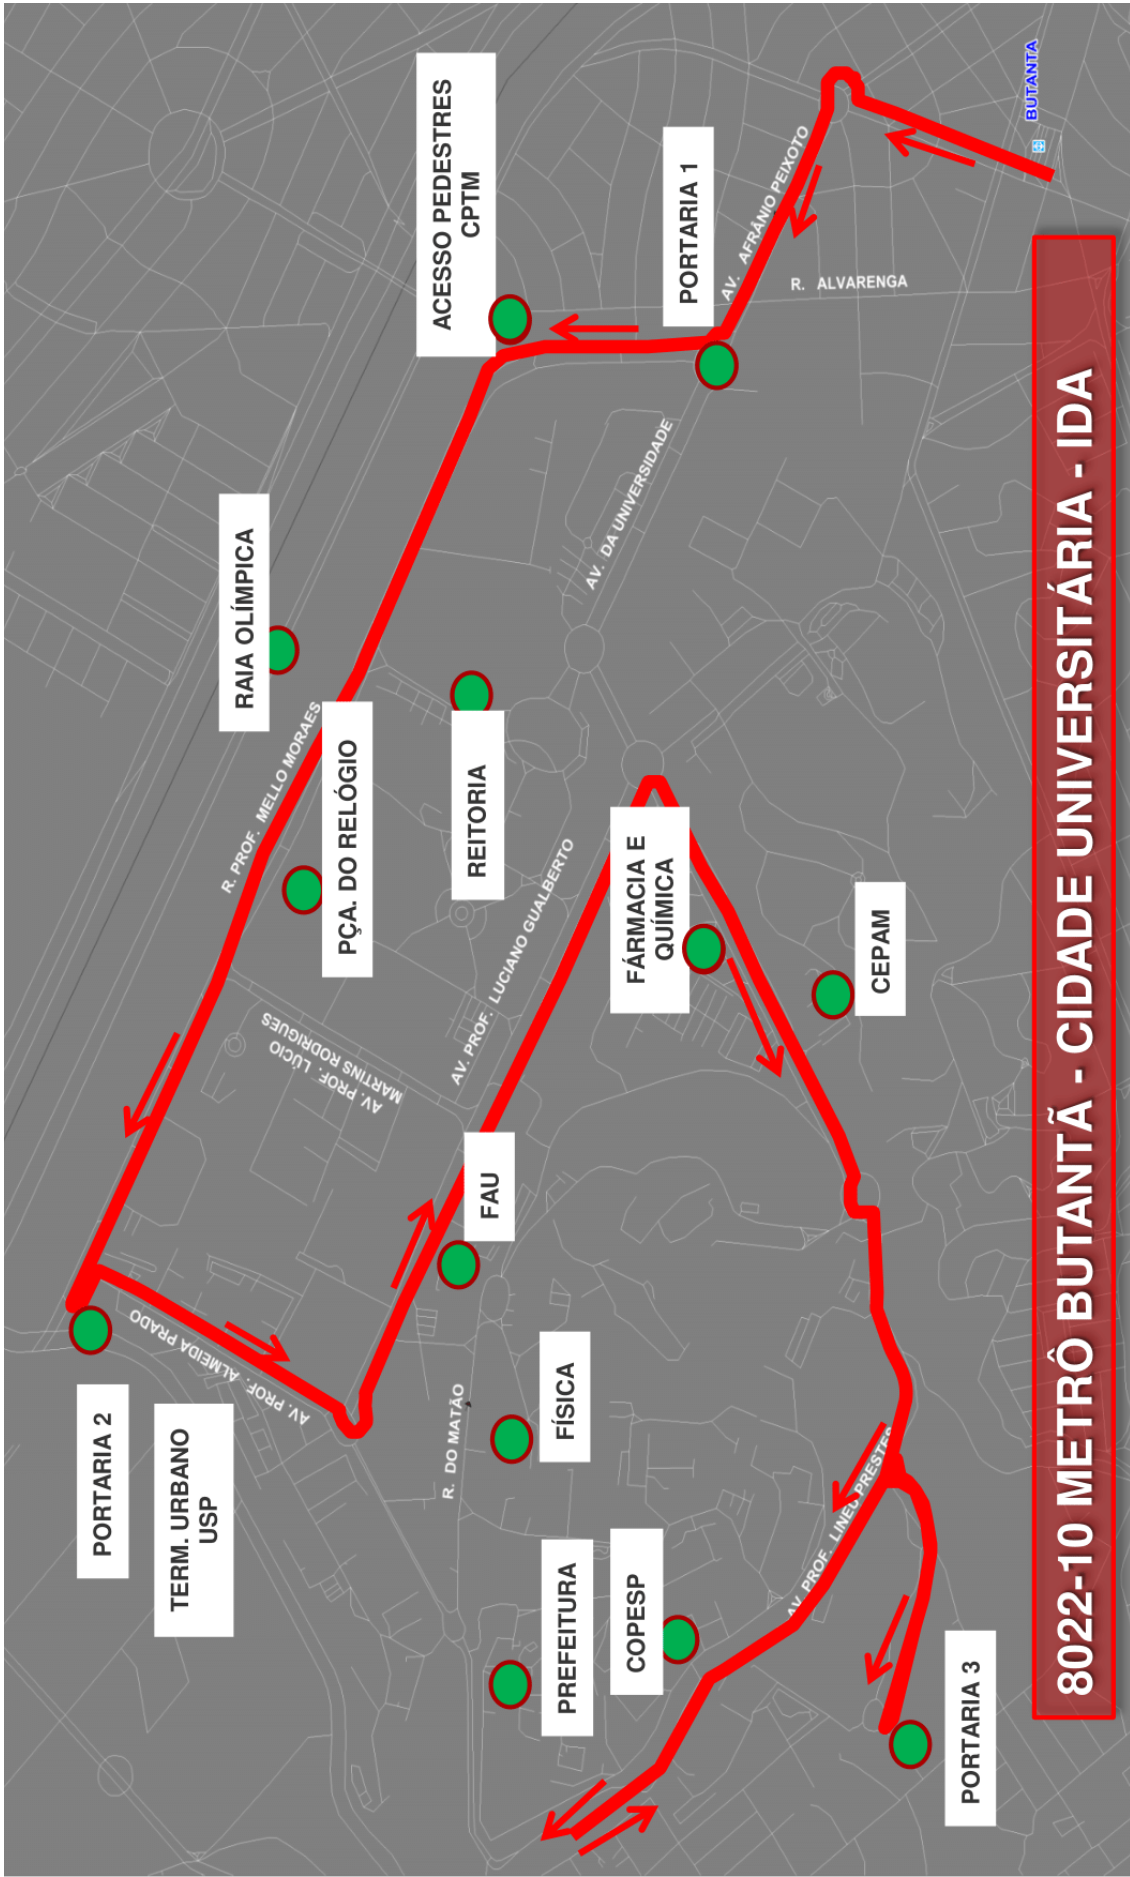 8022-10 METRÔ BUTANTÃ - CIDADE UNIVERSITÁRIA - IDA
PORTARIA 2
TERM. URBANO
USP
AV. PROF. ALMEIDA PRADO
R. PROF. MELLO MORAES
RAIA OLÍMPICA
PÇA. DO RELÓGIO
ACESSO PEDESTRES
CPTM
AV. PROF. LÚCIO
MARTINS RODRIGUES
REITORIA
AV. PROF. LUCIANO GUALBERTO
FAU
R. DO MATÃO
FÍSICA
PREFEITURA
COPESP
FÁRMACIA E
QUÍMICA
AV. DA UNIVERSIDADE
PORTARIA 1
AV. AFRÂNIO PEIXOTO
R. ALVARENGA
CEPAM
AV. PROF. LINEU PRESTES
PORTARIA 3
BUTANTA